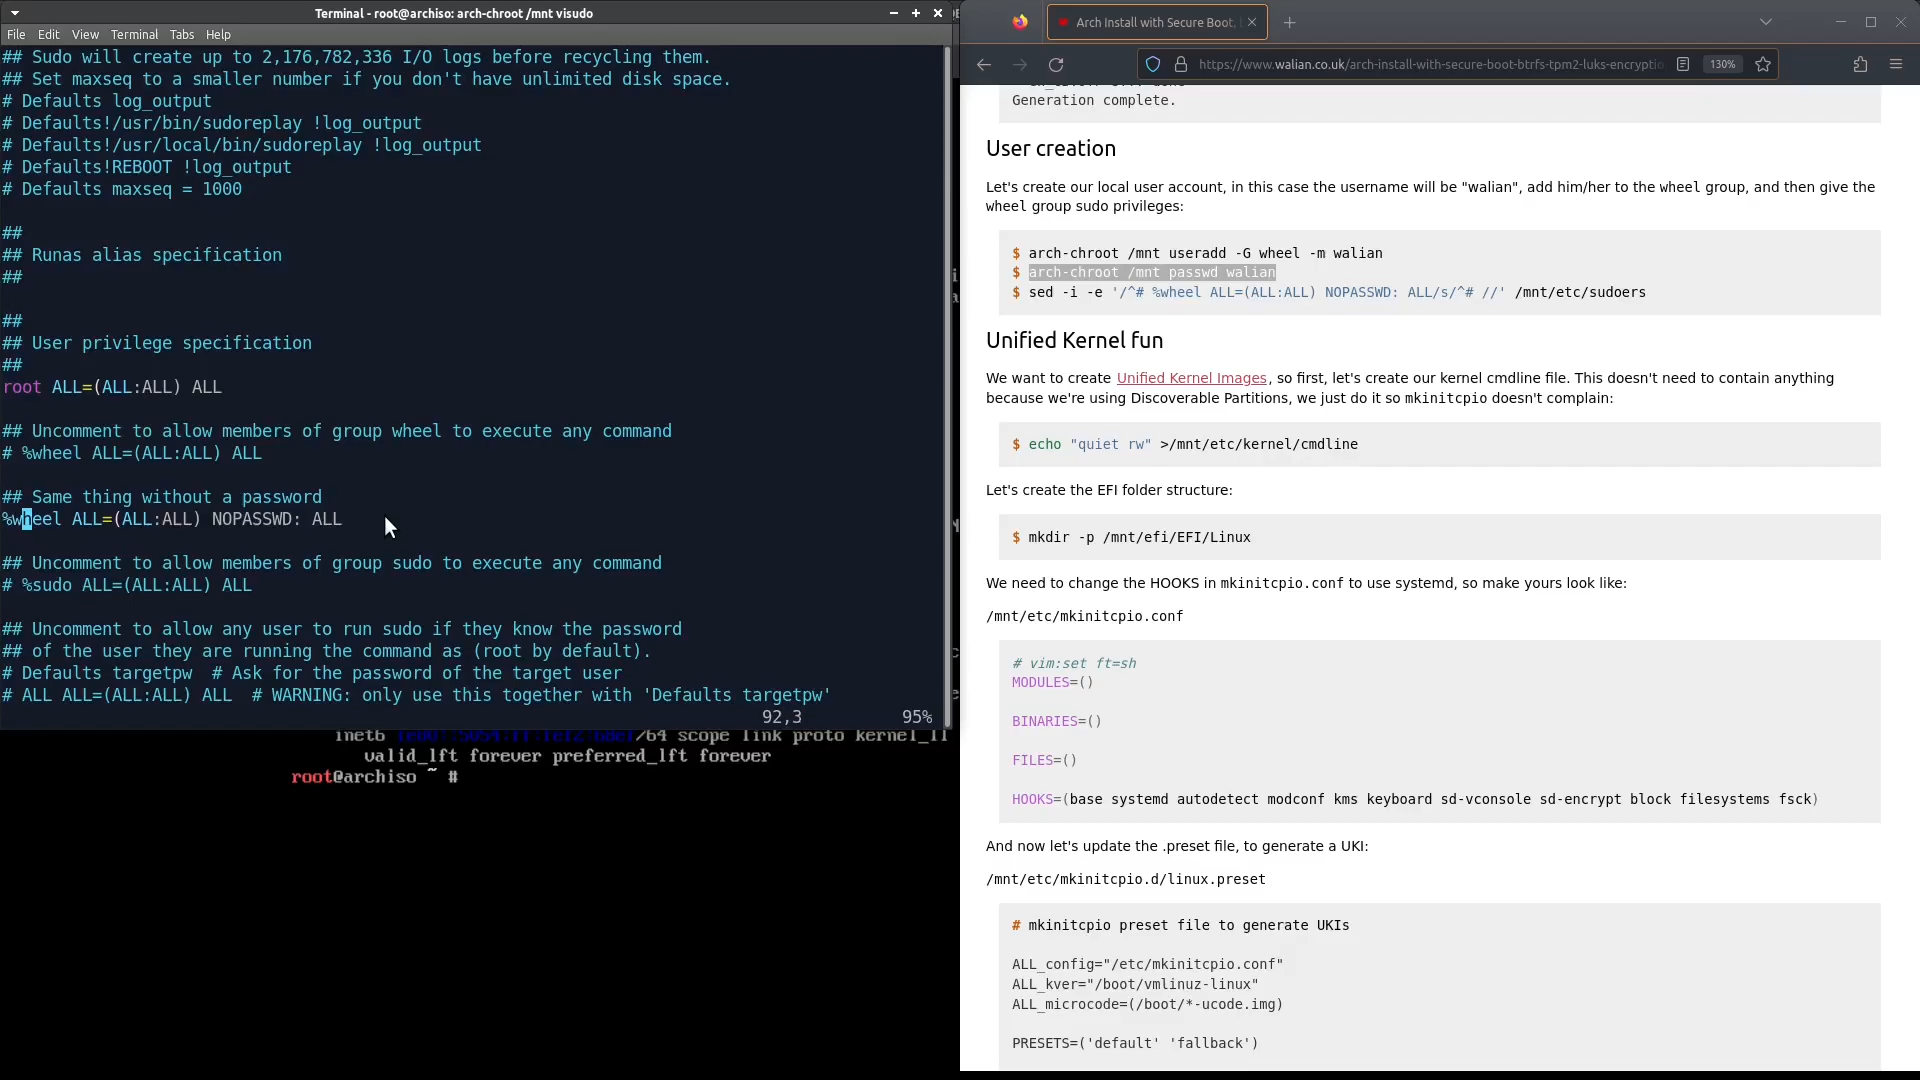 Terminal - root@archiso: arch-chroot /mnt visudo
File Edit View Terminal Tabs Help
## Sudo will create up to 2,176,782,336 I/O logs before recycling them.
## Set maxseq to a smaller number if you don't have unlimited disk space.
# Defaults log_output
# Defaults!/usr/bin/sudoreplay !log_output
# Defaults!/usr/local/bin/sudoreplay !log_output
# Defaults!REBOOT !log_output
# Defaults maxseq = 1000
##
## Runas alias specification
##
##
## User privilege specification
##
root ALL=(ALL:ALL) ALL
## Uncomment to allow members of group wheel to execute any command
# %wheel ALL=(ALL:ALL) ALL
## Same thing without a password
%wheel ALL=(ALL:ALL) NOPASSWD: ALL
## Uncomment to allow members of group sudo to execute any command
# %sudo ALL=(ALL:ALL) ALL
## Uncomment to allow any user to run sudo if they know the password
## of the user they are running the command as (root by default).
# Defaults targetpw  # Ask for the password of the target user
# ALL ALL=(ALL:ALL) ALL  # WARNING: only use this together with 'Defaults targetpw'
92,3 95%
inet6 /64 scope link proto kernel_ll
valid_lft forever preferred_lft forever
root@archiso ~ #
Arch Install with Secure Boot,
https://www.walian.co.uk/arch-install-with-secure-boot-btrfs-tpm2-luks-encryptio
130%
Generation complete.
User creation
Let's create our local user account, in this case the username will be "walian", add him/her to the wheel group, and then give the
wheel group sudo privileges:
$ arch-chroot /mnt useradd -G wheel -m walian
$ arch-chroot /mnt passwd walian
$ sed -i -e '/^# %wheel ALL=(ALL:ALL) NOPASSWD: ALL/s/^# //' /mnt/etc/sudoers
Unified Kernel fun
We want to create Unified Kernel Images, so first, let's create our kernel cmdline file. This doesn't need to contain anything
because we're using Discoverable Partitions, we just do it so mkinitcpio doesn't complain:
$ echo "quiet rw" >/mnt/etc/kernel/cmdline
Let's create the EFI folder structure:
$ mkdir -p /mnt/efi/EFI/Linux
We need to change the HOOKS in mkinitcpio.conf to use systemd, so make yours look like:
/mnt/etc/mkinitcpio.conf
# vim:set ft=sh
MODULES=()
BINARIES=()
FILES=()
HOOKS=(base systemd autodetect modconf kms keyboard sd-vconsole sd-encrypt block filesystems fsck)
And now let's update the .preset file, to generate a UKI:
/mnt/etc/mkinitcpio.d/linux.preset
# mkinitcpio preset file to generate UKIs
ALL_config="/etc/mkinitcpio.conf"
ALL_kver="/boot/vmlinuz-linux"
ALL_microcode=(/boot/*-ucode.img)
PRESETS=('default' 'fallback')